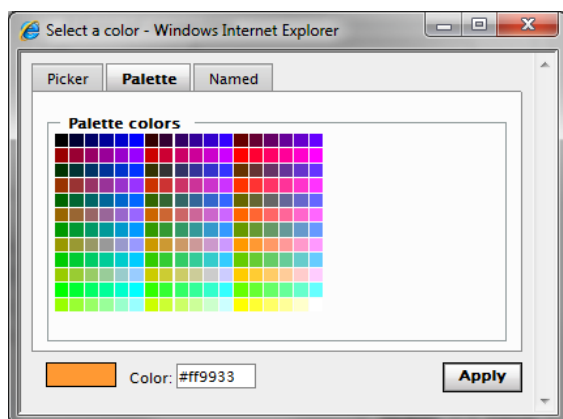 Select a color - Windows Internet Explorer
Picker Palette Named
Palette colors
Color: #ff9933 Apply